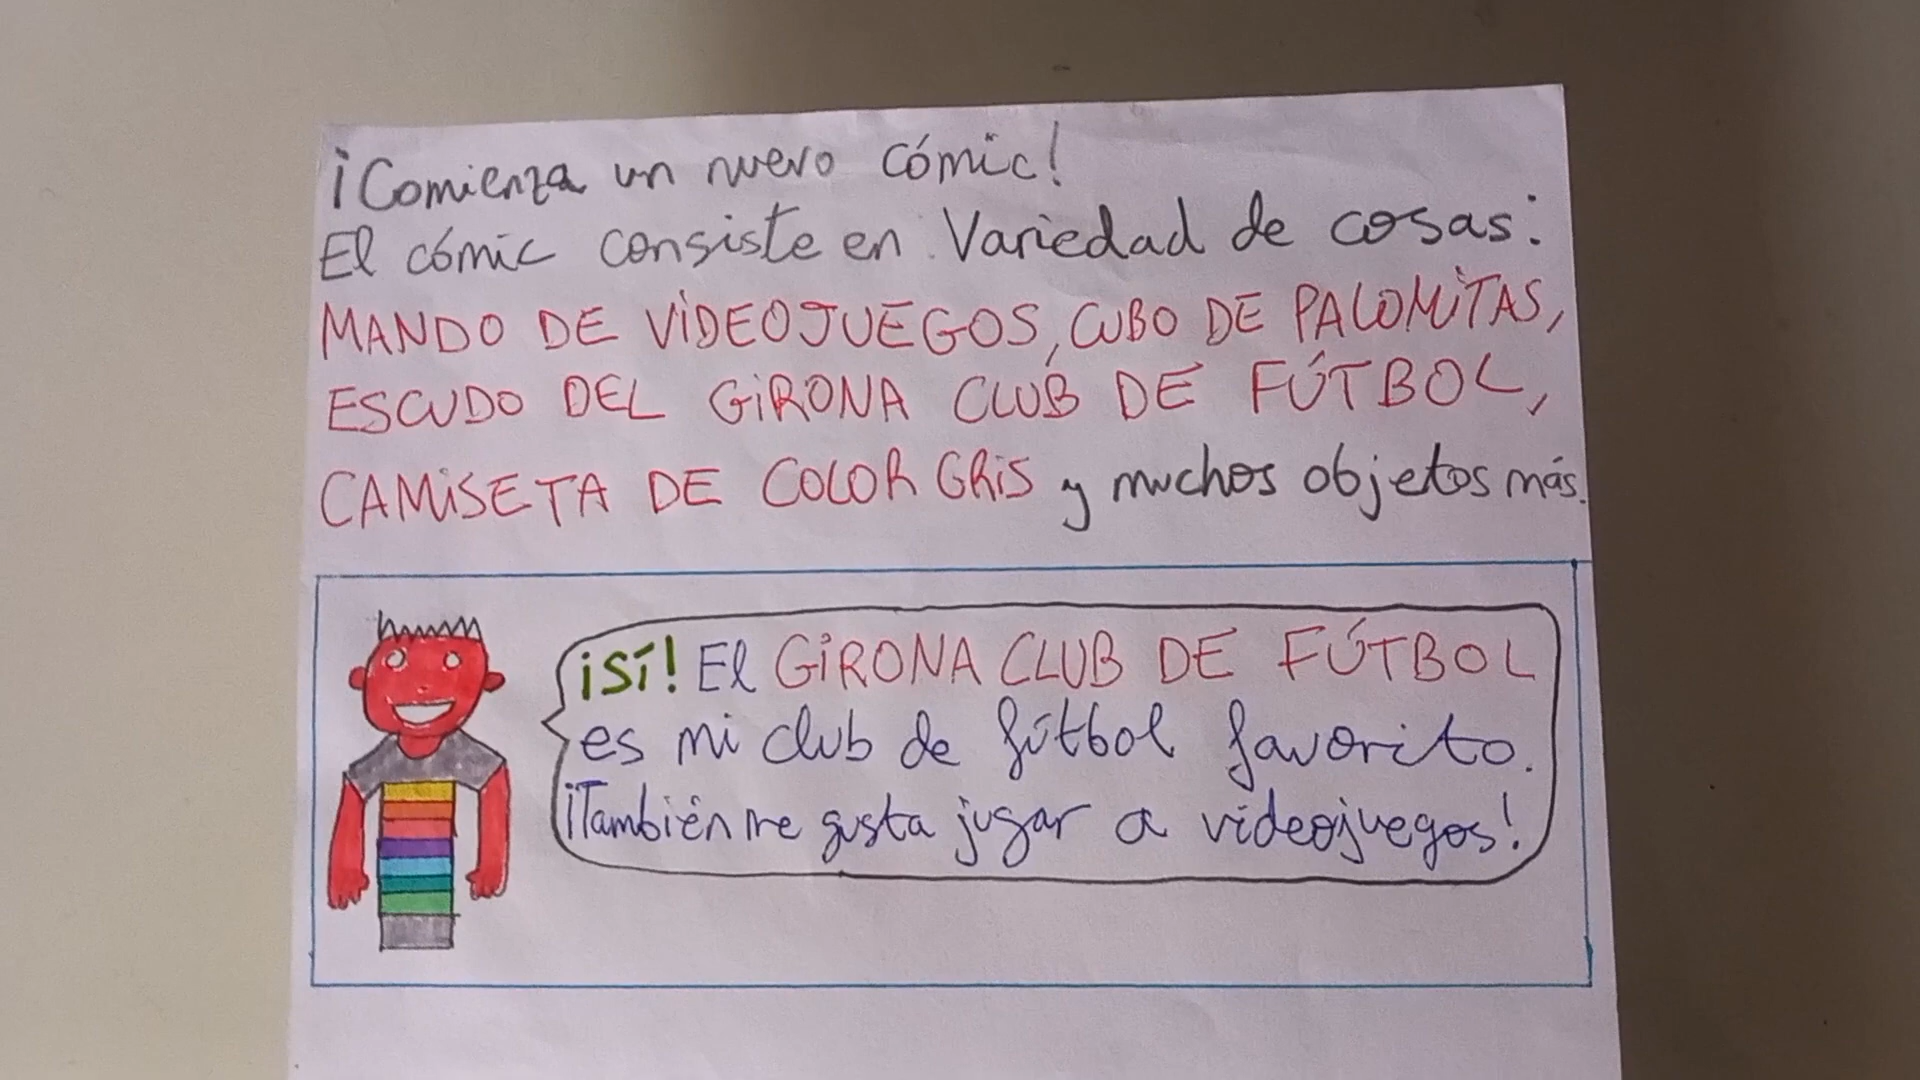 ¡Comienza un nuevo cómic!
El cómic consiste en Variedad de cosas:
MANDO DE VIDEOJUEGOS, CUBO DE PALOMITAS,
ESCUDO DEL GIRONA CLUB DE FÚTBOL,
CAMISETA DE COLOR GRIS y muchos objetos más.
¡SÍ! El GIRONA CLUB DE FÚTBOL
es mi club de fútbol favorito.
¡También me gusta jugar a videojuegos!